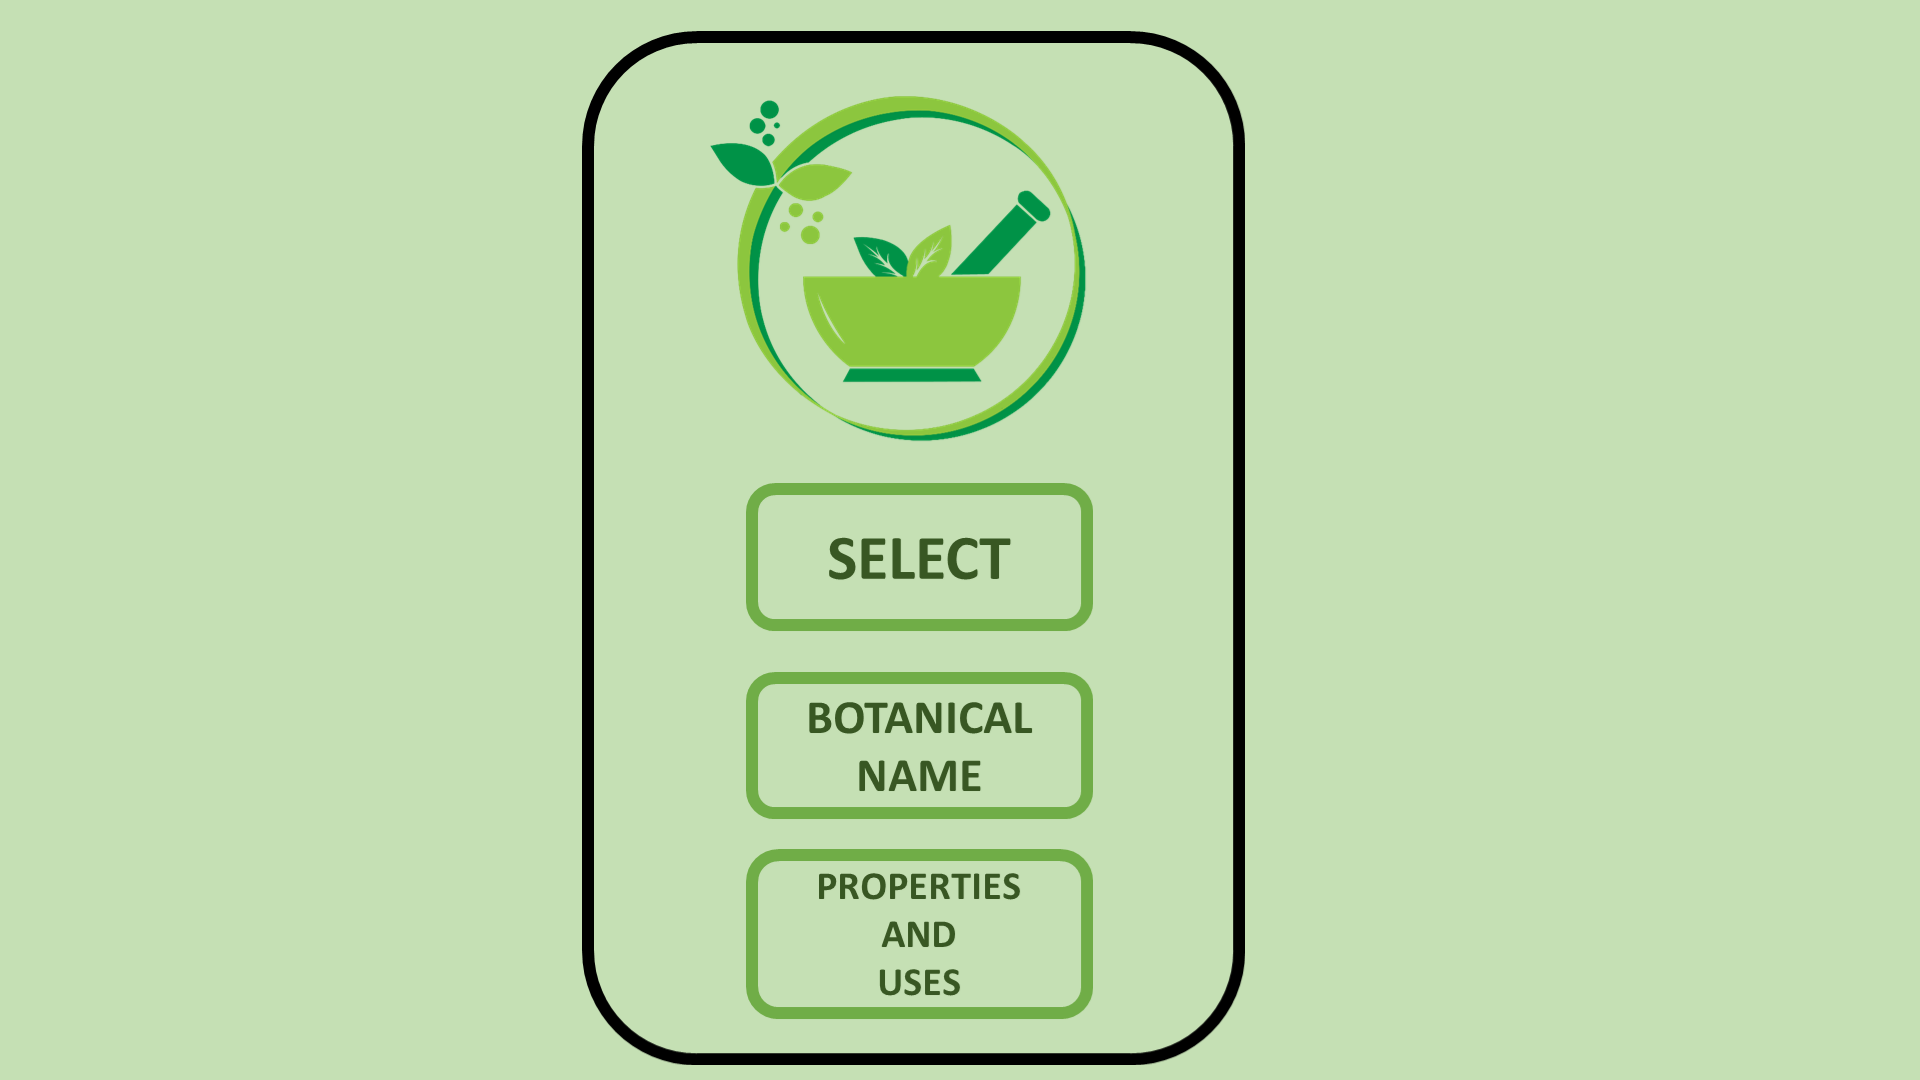 SELECT
BOTANICAL
NAME
PROPERTIES
AND
USES